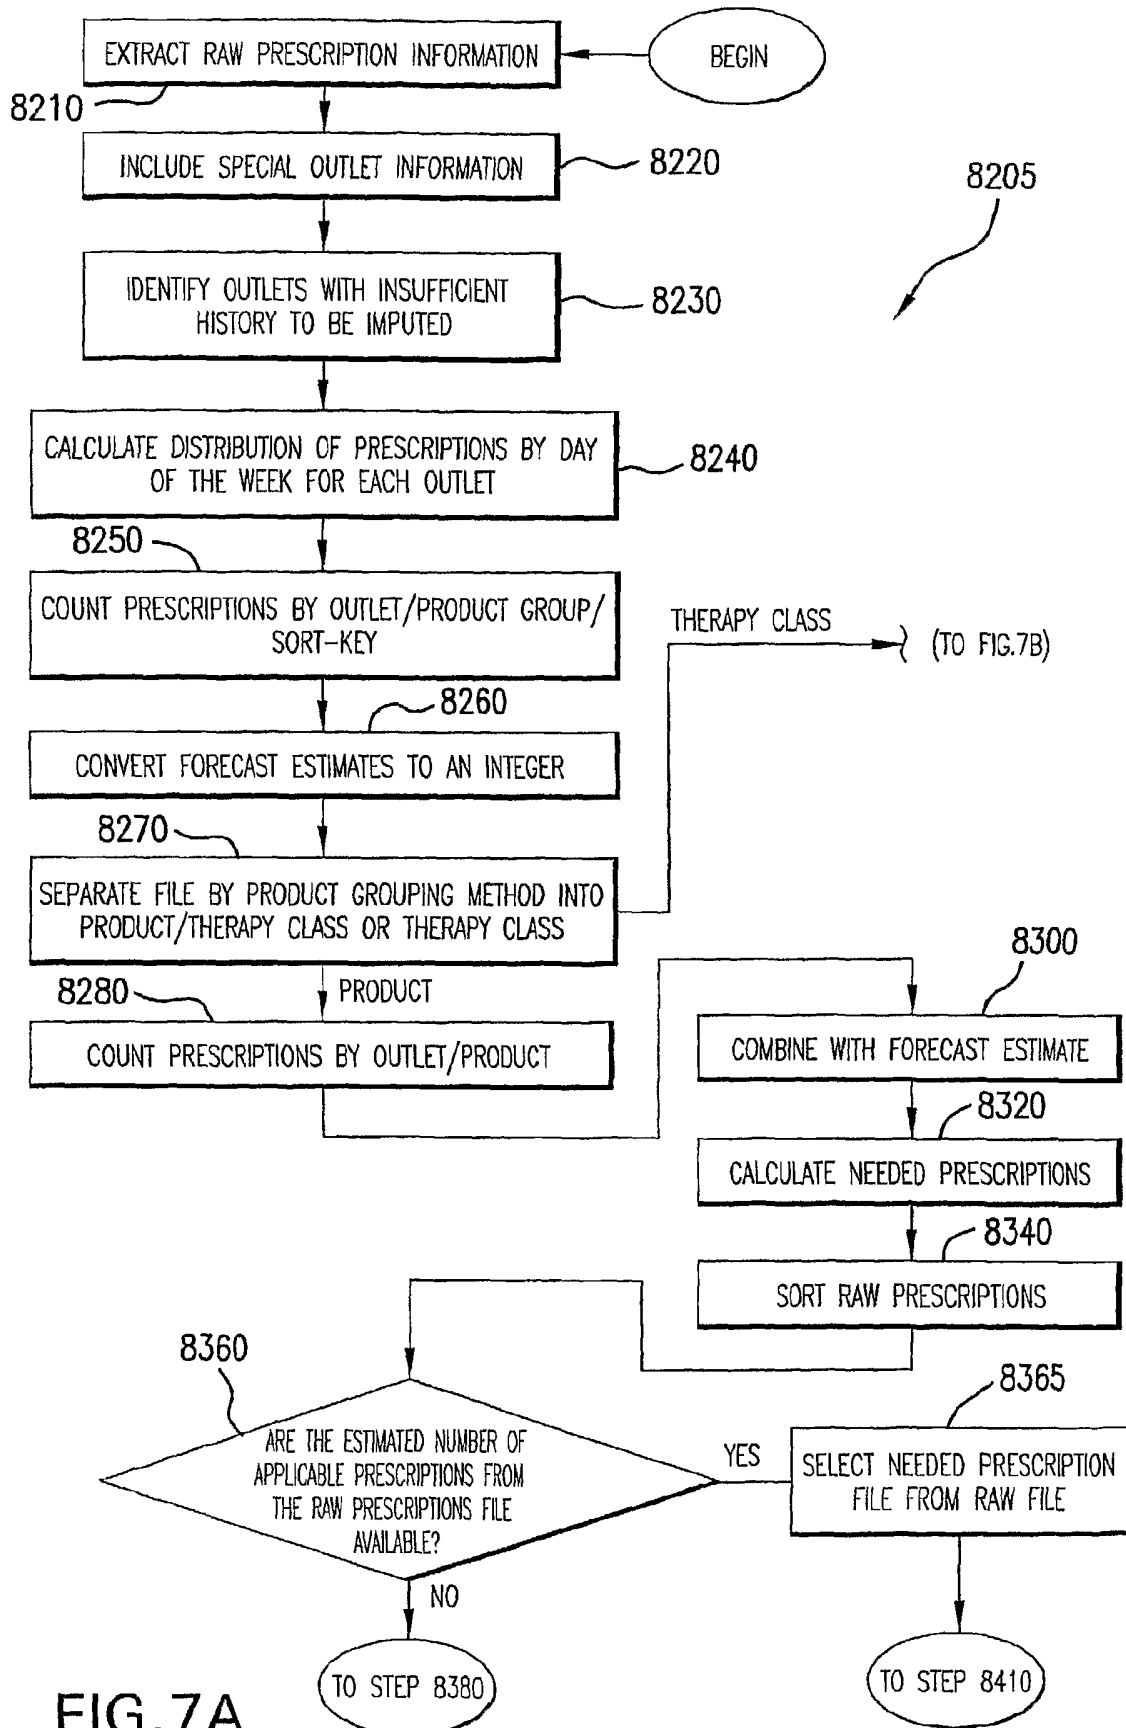 BEGIN
EXTRACT RAW PRESCRIPTION INFORMATION
8210
INCLUDE SPECIAL OUTLET INFORMATION
8220
8205
IDENTIFY OUTLETS WITH INSUFFICIENT
HISTORY TO BE IMPUTED
8230
CALCULATE DISTRIBUTION OF PRESCRIPTIONS BY DAY
OF THE WEEK FOR EACH OUTLET
8240
8250
COUNT PRESCRIPTIONS BY OUTLET/PRODUCT GROUP/
SORT-KEY
THERAPY CLASS
(TO FIG.7B)
8260
CONVERT FORECAST ESTIMATES TO AN INTEGER
8270
SEPARATE FILE BY PRODUCT GROUPING METHOD INTO
PRODUCT/THERAPY CLASS OR THERAPY CLASS
PRODUCT
8280
COUNT PRESCRIPTIONS BY OUTLET/PRODUCT
8300
COMBINE WITH FORECAST ESTIMATE
8320
CALCULATE NEEDED PRESCRIPTIONS
8340
SORT RAW PRESCRIPTIONS
8360
ARE THE ESTIMATED NUMBER OF
APPLICABLE PRESCRIPTIONS FROM
THE RAW PRESCRIPTIONS FILE
AVAILABLE?
YES
8365
SELECT NEEDED PRESCRIPTION
FILE FROM RAW FILE
NO
TO STEP 8380
TO STEP 8410
FIG.7A